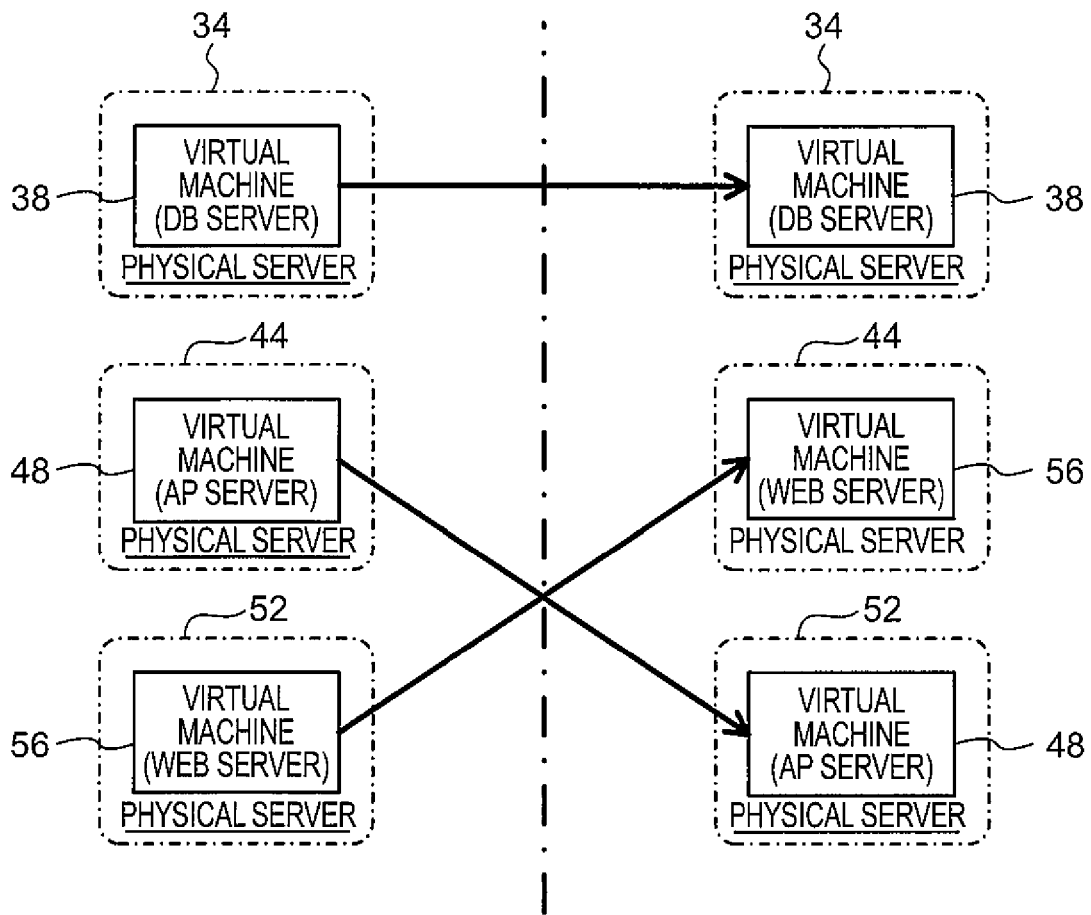 34
VIRTUAL
MACHINE
(DB SERVER)
38
PHYSICAL SERVER
34
VIRTUAL
MACHINE
(DB SERVER)
38
PHYSICAL SERVER
44
VIRTUAL
MACHINE
(AP SERVER)
48
PHYSICAL SERVER
44
VIRTUAL
MACHINE
(WEB SERVER)
56
PHYSICAL SERVER
52
VIRTUAL
MACHINE
(WEB SERVER)
56
PHYSICAL SERVER
52
VIRTUAL
MACHINE
(AP SERVER)
48
PHYSICAL SERVER